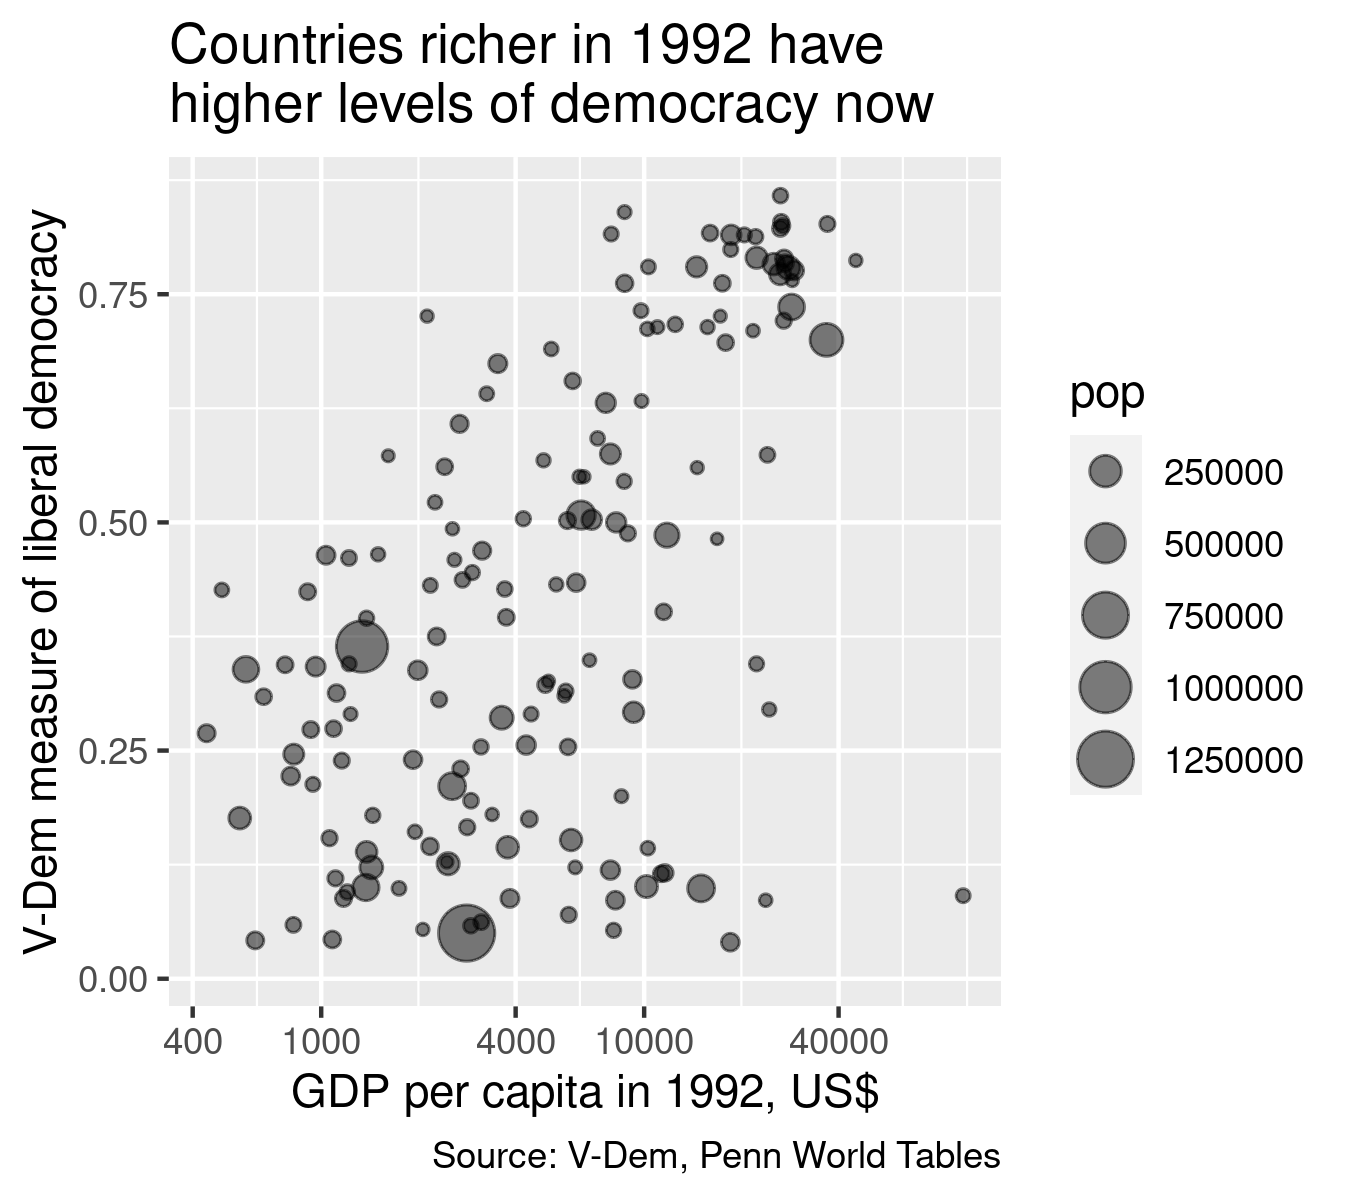 Countries richer in 1992 have
higher levels of democracy now
V-Dem measure of liberal democracy
0.75
0.50
0.25
0.00
400 1000 4000 10000 40000
GDP per capita in 1992, US$
Source: V-Dem, Penn World Tables
pop
250000
500000
750000
1000000
1250000